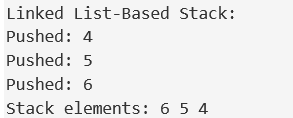 Linked List-Based Stack:
Pushed: 4
Pushed: 5
Pushed: 6
Stack elements: 6 5 4